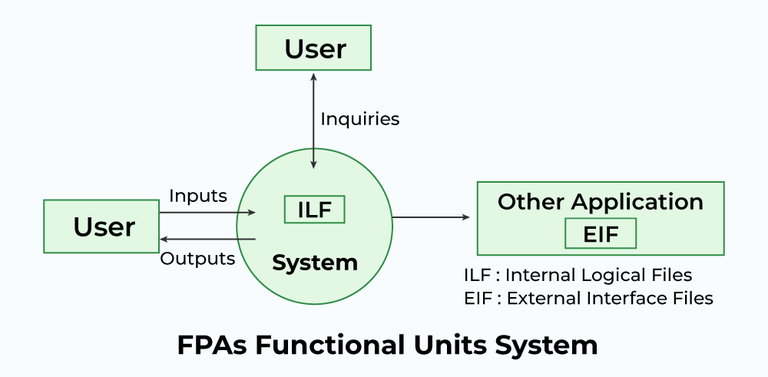 User
Inquiries
Inputs
User
Outputs
ILF
System
Other Application
EIF
ILF : Internal Logical Files
EIF : External Interface Files
FPAs Functional Units System